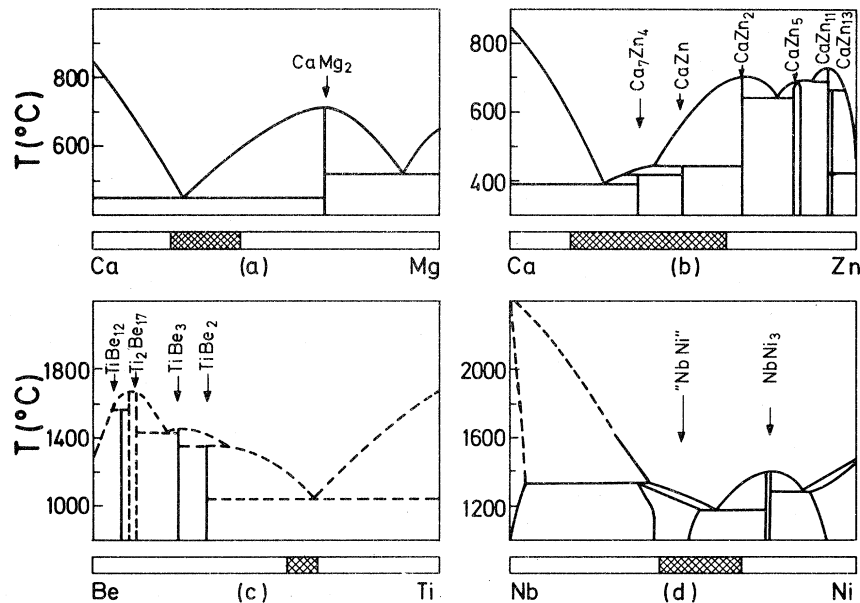 T(°C)
800
600
CaMg₂
Ca (a) Mg
T(°C)
800
600
400
Ca₇Zn₄
CaZn
CaZn₂
CaZn₅
CaZn₁₁
CaZn₁₃
Ca (b) Zn
T(°C)
1800
1400
1000
TiBe₁₂
Ti₂Be₁₇
TiBe₃
TiBe₂
Be (c) Ti
2000
1600
1200
"NbNi"
NbNi₃
Nb (d) Ni